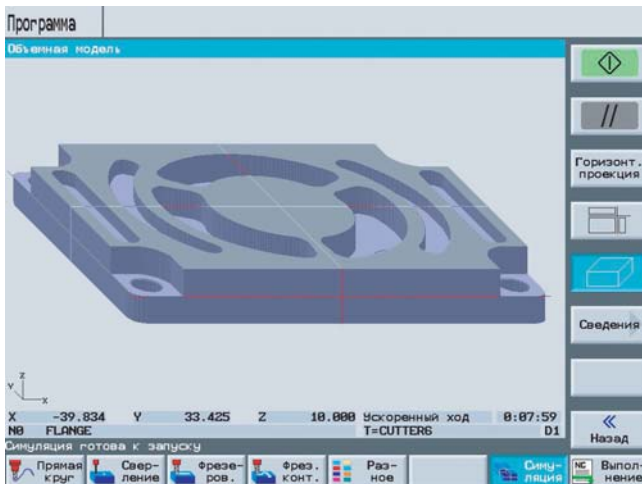 Программа
Объемная модель
//
Горизонт.
проекция
Сведения
z
Y
x
X -39.834 Y 33.425 Z 10.000 Ускоренный ход 0:07:59
N0 FLANGE T=CUTTER6 D1
Симуляция готова к запуску
«
Назад
Прямая
круг
Свер-
ление
Фрезе-
ров.
Фрез.
конт.
Раз-
ное
Симу-
ляция
NC
Выпол-
нение